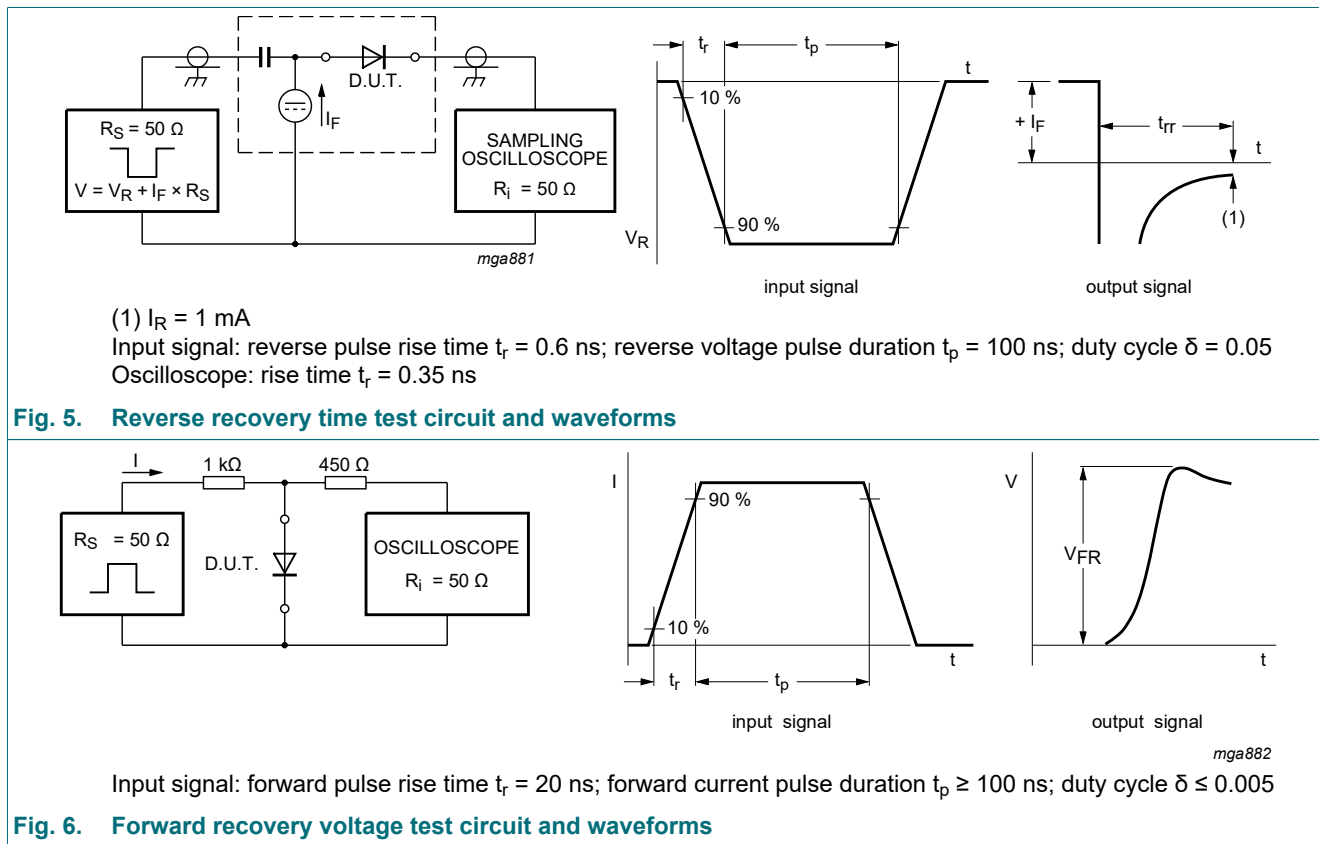 D.U.T.
I_F
R_S = 50 Ω
V = V_R + I_F × R_S
SAMPLING
OSCILLOSCOPE
R_i = 50 Ω
mga881
t_r
t_p
t
10 %
90 %
V_R
input signal
+ I_F
t_rr
t
(1)
output signal
(1) I_R = 1 mA
Input signal: reverse pulse rise time t_r = 0.6 ns; reverse voltage pulse duration t_p = 100 ns; duty cycle δ = 0.05
Oscilloscope: rise time t_r = 0.35 ns
Fig. 5. Reverse recovery time test circuit and waveforms
I
1 kΩ
450 Ω
R_S = 50 Ω
D.U.T.
OSCILLOSCOPE
R_i = 50 Ω
I
90 %
10 %
t
t_r
t_p
input signal
V
V_FR
t
output signal
mga882
Input signal: forward pulse rise time t_r = 20 ns; forward current pulse duration t_p ≥ 100 ns; duty cycle δ ≤ 0.005
Fig. 6. Forward recovery voltage test circuit and waveforms